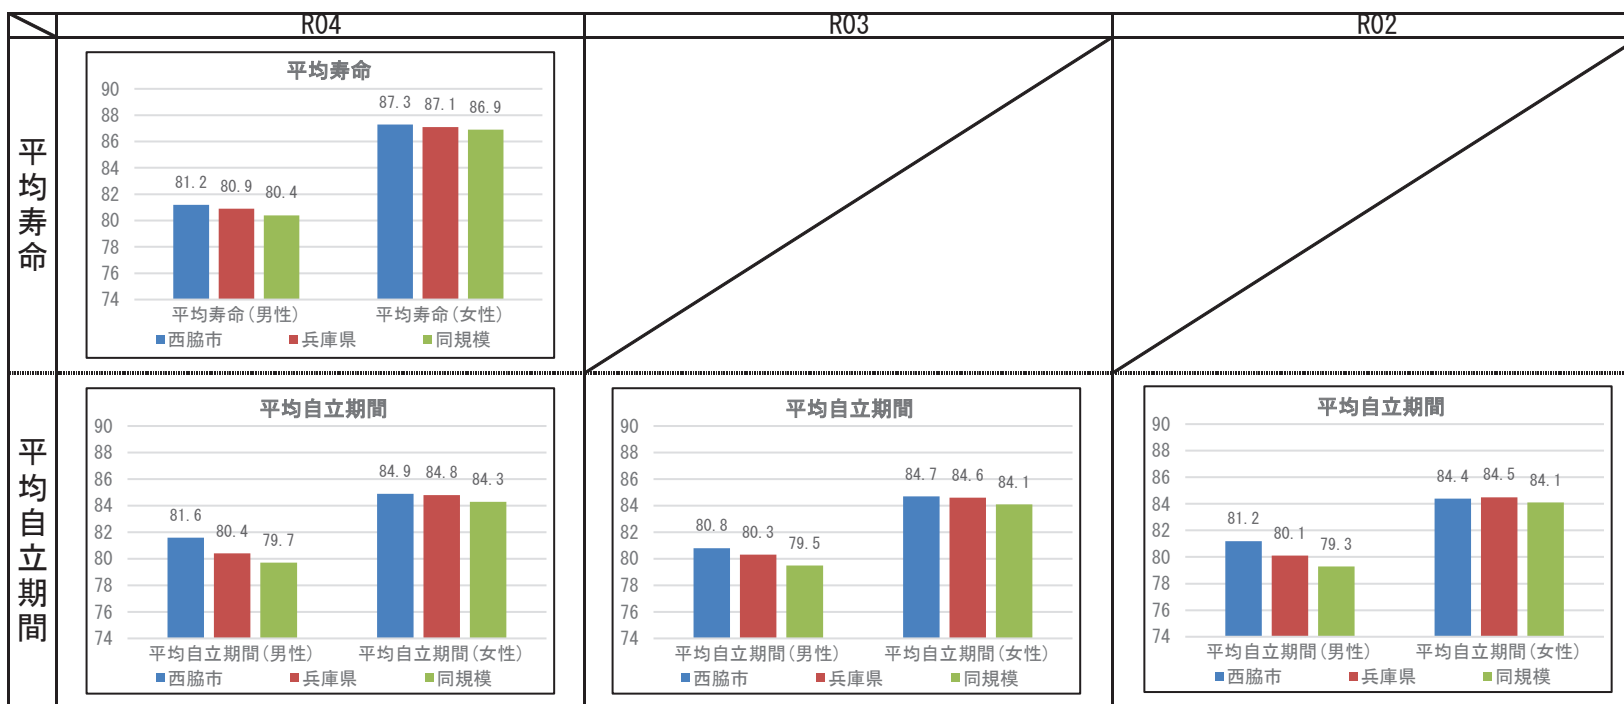 R04
R03
R02
平均寿命
平均寿命
90
88
86
84
82
80
78
76
74
81.2
80.9
80.4
87.3
87.1
86.9
平均寿命(男性)
平均寿命(女性)
西脇市
兵庫県
同規模
平均自立期間
平均自立期間
90
88
86
84
82
80
78
76
74
81.6
80.4
79.7
84.9
84.8
84.3
平均自立期間(男性)
平均自立期間(女性)
西脇市
兵庫県
同規模
平均自立期間
90
88
86
84
82
80
78
76
74
80.8
80.3
79.5
84.7
84.6
84.1
平均自立期間(男性)
平均自立期間(女性)
西脇市
兵庫県
同規模
平均自立期間
90
88
86
84
82
80
78
76
74
81.2
80.1
79.3
84.4
84.5
84.1
平均自立期間(男性)
平均自立期間(女性)
西脇市
兵庫県
同規模